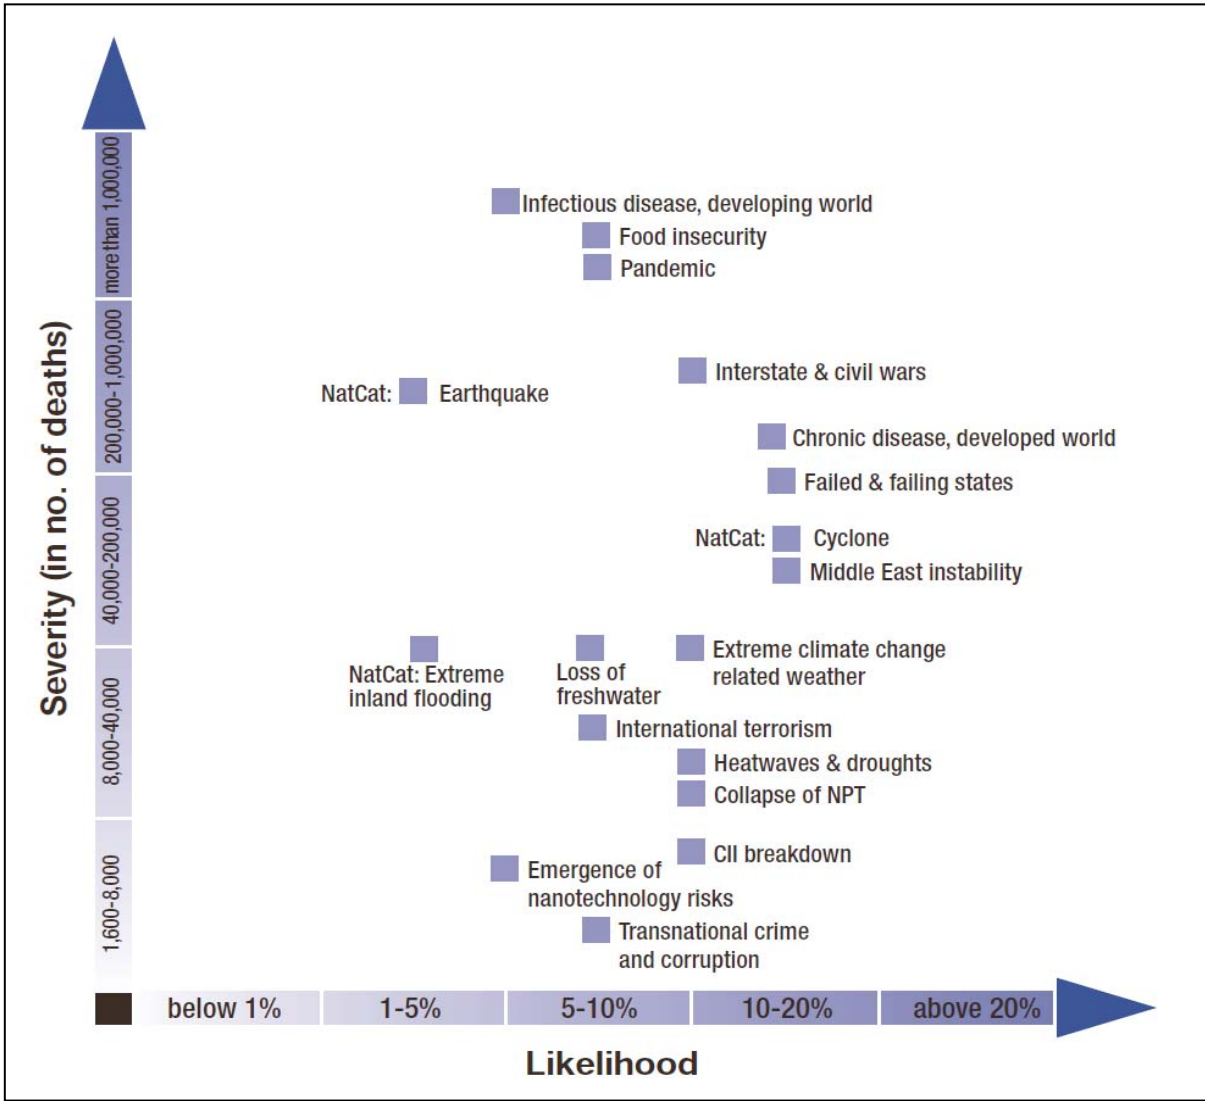 Severity (in no. of deaths)
more than 1,000,000
200,000-1,000,000
40,000-200,000
8,000-40,000
1,600-8,000
Infectious disease, developing world
Food insecurity
Pandemic
Interstate & civil wars
NatCat: Earthquake
Chronic disease, developed world
Failed & failing states
NatCat: Cyclone
Middle East instability
NatCat: Extreme
inland flooding
Loss of
freshwater
Extreme climate change
related weather
International terrorism
Heatwaves & droughts
Collapse of NPT
CII breakdown
Emergence of
nanotechnology risks
Transnational crime
and corruption
below 1%
1-5%
5-10%
10-20%
above 20%
Likelihood